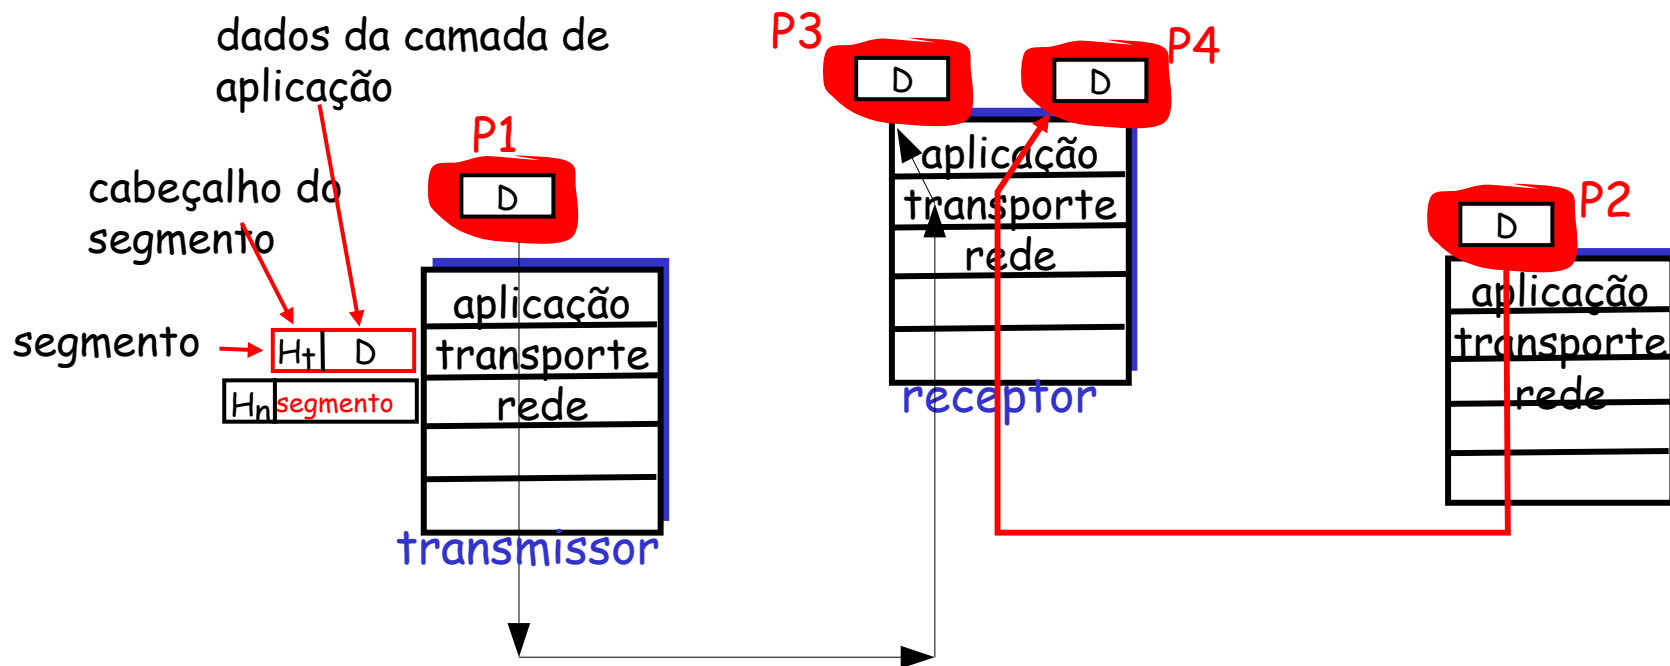 dados da camada de
aplicação
P1
D
cabeçalho do
segmento
segmento
Ht D
Hn segmento
aplicação
transporte
rede
transmissor
P3
D
P4
D
aplicação
transporte
rede
receptor
P2
D
aplicação
transporte
rede